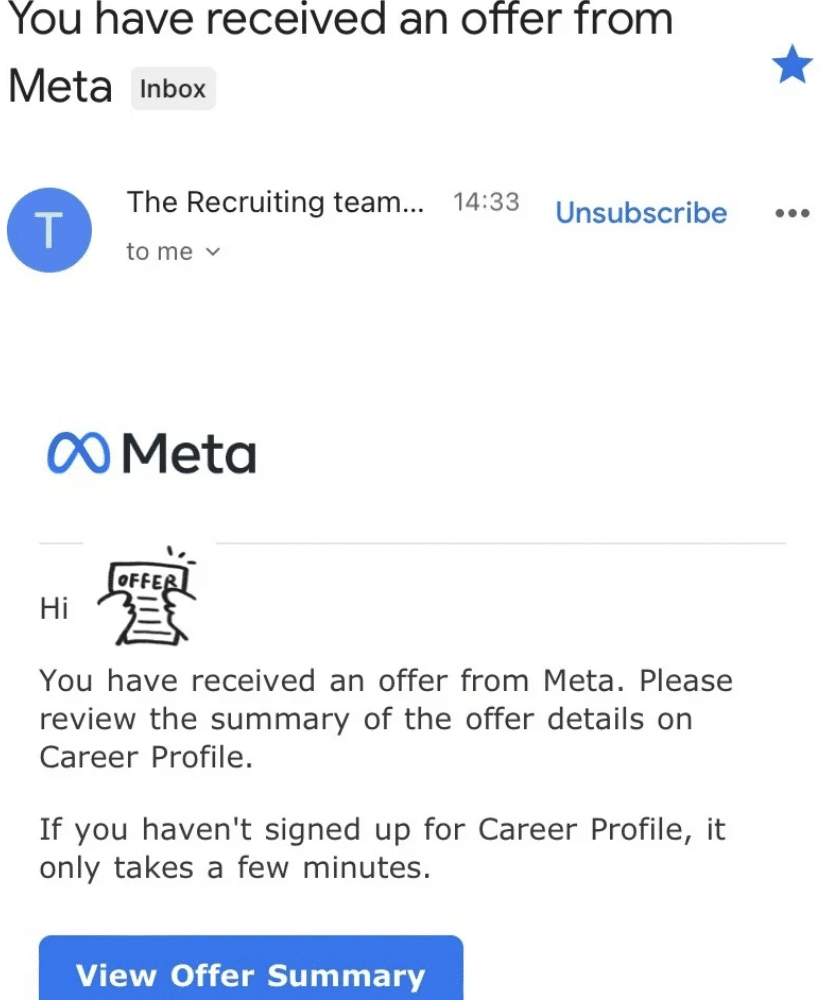 You have received an offer from
Meta Inbox
T
The Recruiting team... 14:33 Unsubscribe
to me
Meta
OFFER
Hi
You have received an offer from Meta. Please
review the summary of the offer details on
Career Profile.
If you haven't signed up for Career Profile, it
only takes a few minutes.
View Offer Summary